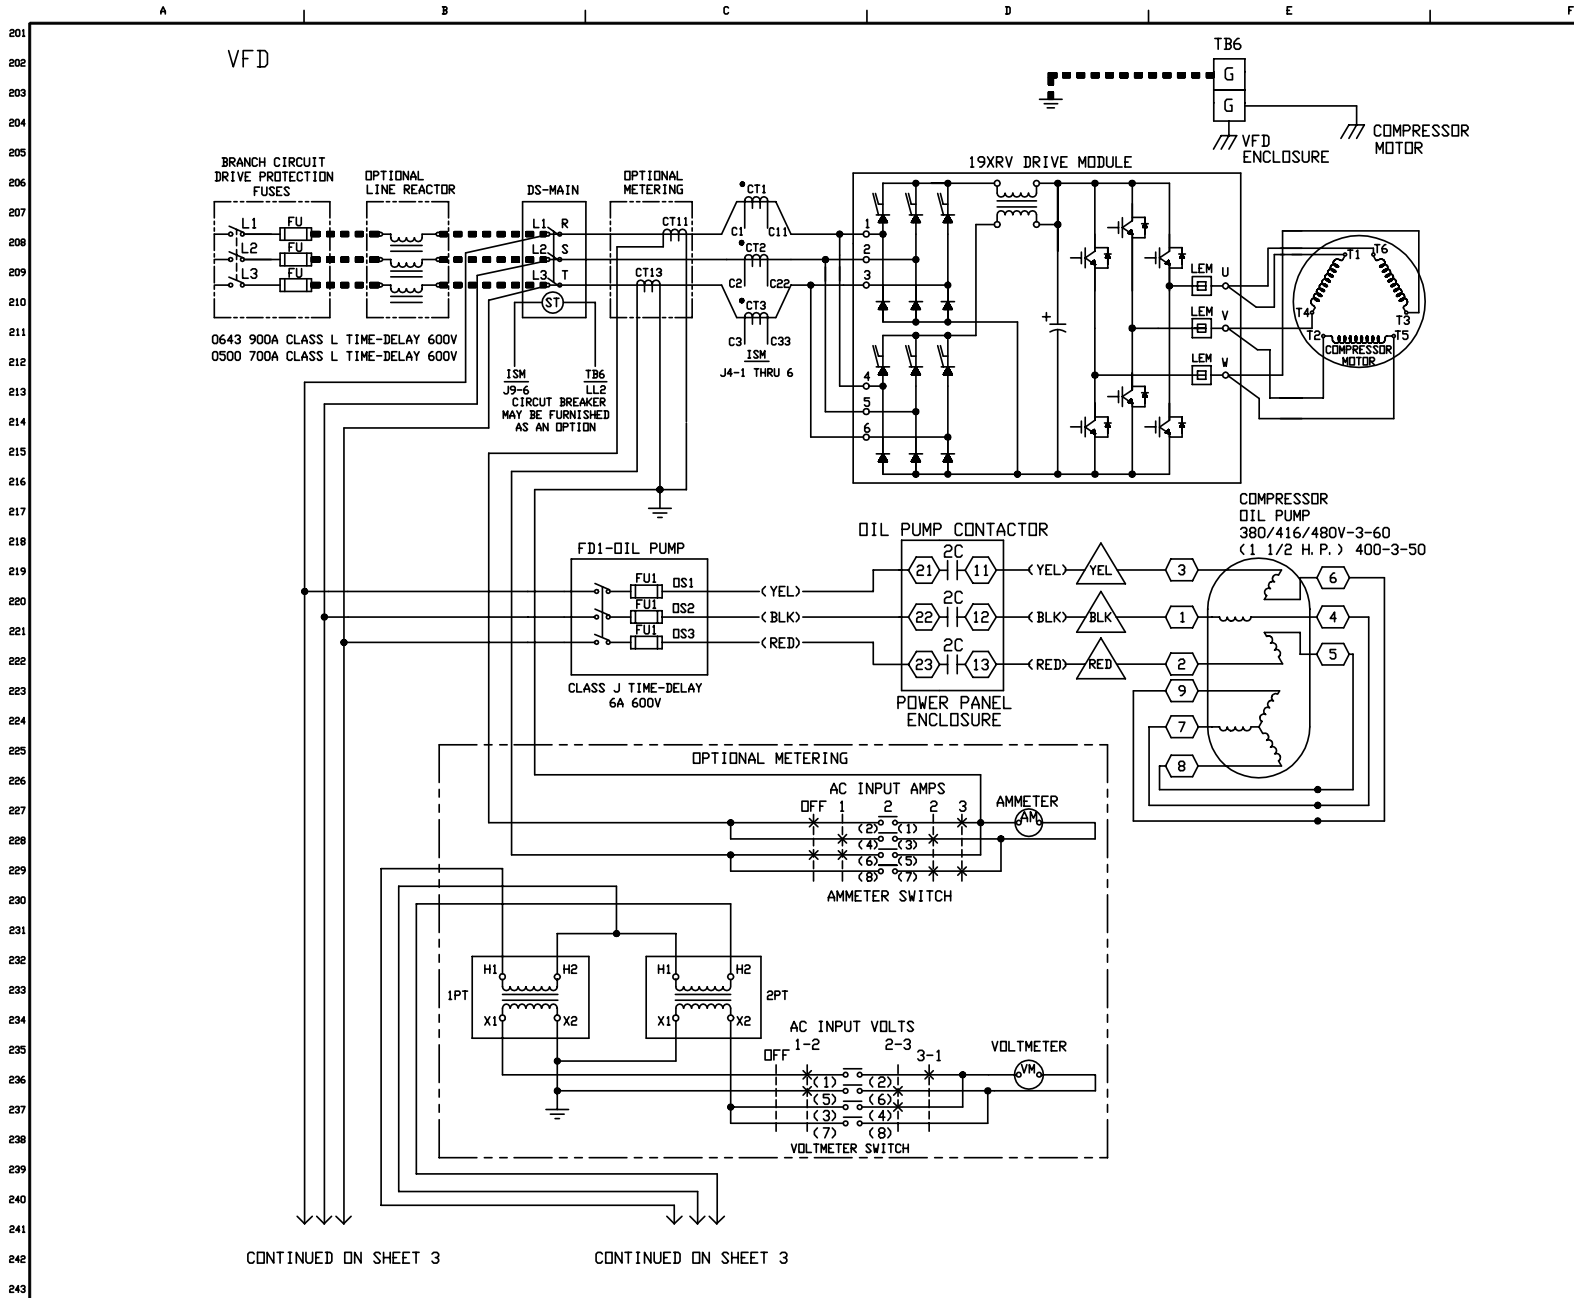 A B C D E F
201
202
203
204
205
206
207
208
209
210
211
212
213
214
215
216
217
218
219
220
221
222
223
224
225
226
227
228
229
230
231
232
233
234
235
236
237
238
239
240
241
242
243
VFD
TB6
G
G
VFD
ENCLOSURE
COMPRESSOR
MOTOR
BRANCH CIRCUIT
DRIVE PROTECTION
FUSES
L1 FU
L2 FU
L3 FU
0643 900A CLASS L TIME-DELAY 600V
0500 700A CLASS L TIME-DELAY 600V
OPTIONAL
LINE REACTOR
DS-MAIN
L1 R
L2 S
L3 T
ST
ISM
J9-6
TB6
LL2
CIRCUT BREAKER
MAY BE FURNISHED
AS AN OPTION
OPTIONAL
METERING
CT11
CT13
CT1
C1 C11
CT2
C2 C22
CT3
C3 C33
ISM
J4-1 THRU 6
19XRV DRIVE MODULE
1
2
3
4
5
6
+
LEM U
LEM V
LEM W
T1 T6
T4 T3
T2 T5
COMPRESSOR
MOTOR
FD1-OIL PUMP
FU1 OS1
FU1 OS2
FU1 OS3
CLASS J TIME-DELAY
6A 600V
(YEL)
(BLK)
(RED)
OIL PUMP CONTACTOR
2C
21 11
2C
22 12
2C
23 13
POWER PANEL
ENCLOSURE
(YEL) YEL
(BLK) BLK
(RED) RED
COMPRESSOR
OIL PUMP
380/416/480V-3-60
(1 1/2 H.P.) 400-3-50
3 6
1 4
2 5
9
7
8
OPTIONAL METERING
AC INPUT AMPS
OFF 1 2 2 3
AMMETER
AM
(2) (1)
(4) (3)
(6) (5)
(8) (7)
AMMETER SWITCH
H1 H2
1PT
X1 X2
H1 H2
2PT
X1 X2
AC INPUT VOLTS
OFF 1-2 2-3 3-1
VOLTMETER
VM
(1) (2)
(5) (6)
(3) (4)
(7) (8)
VOLTMETER SWITCH
CONTINUED ON SHEET 3
CONTINUED ON SHEET 3